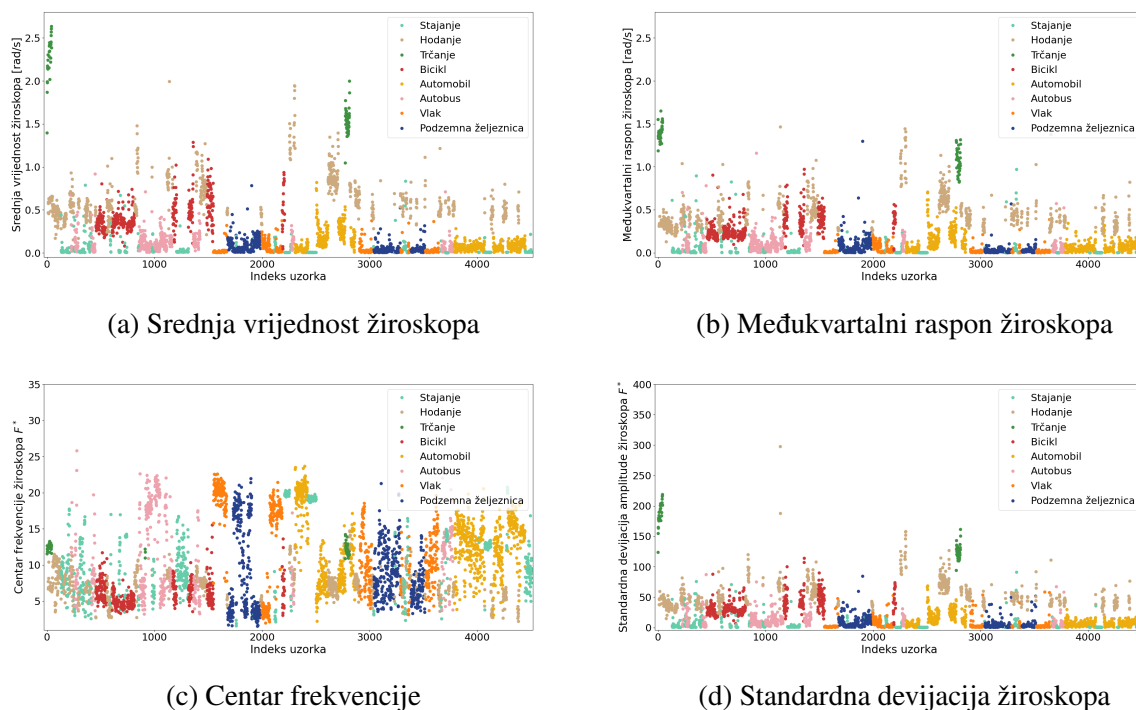 Srednja vrijednost žiroskopa [rad/s]
2.5
2.0
1.5
1.0
0.5
0.0
0
1000
2000
3000
4000
Indeks uzorka
Stajanje
Hodanje
Trčanje
Bicikl
Automobil
Autobus
Vlak
Podzemna željeznica
(a) Srednja vrijednost žiroskopa
Međukvartalni raspon žiroskopa [rad/s]
2.5
2.0
1.5
1.0
0.5
0.0
0
1000
2000
3000
4000
Indeks uzorka
Stajanje
Hodanje
Trčanje
Bicikl
Automobil
Autobus
Vlak
Podzemna željeznica
(b) Međukvartalni raspon žiroskopa
Centar frekvencije žiroskopa F*
35
30
25
20
15
10
5
0
1000
2000
3000
4000
Indeks uzorka
Stajanje
Hodanje
Trčanje
Bicikl
Automobil
Autobus
Vlak
Podzemna željeznica
(c) Centar frekvencije
Standardna devijacija amplitude žiroskopa F*
400
350
300
250
200
150
100
50
0
0
1000
2000
3000
4000
Indeks uzorka
Stajanje
Hodanje
Trčanje
Bicikl
Automobil
Autobus
Vlak
Podzemna željeznica
(d) Standardna devijacija žiroskopa